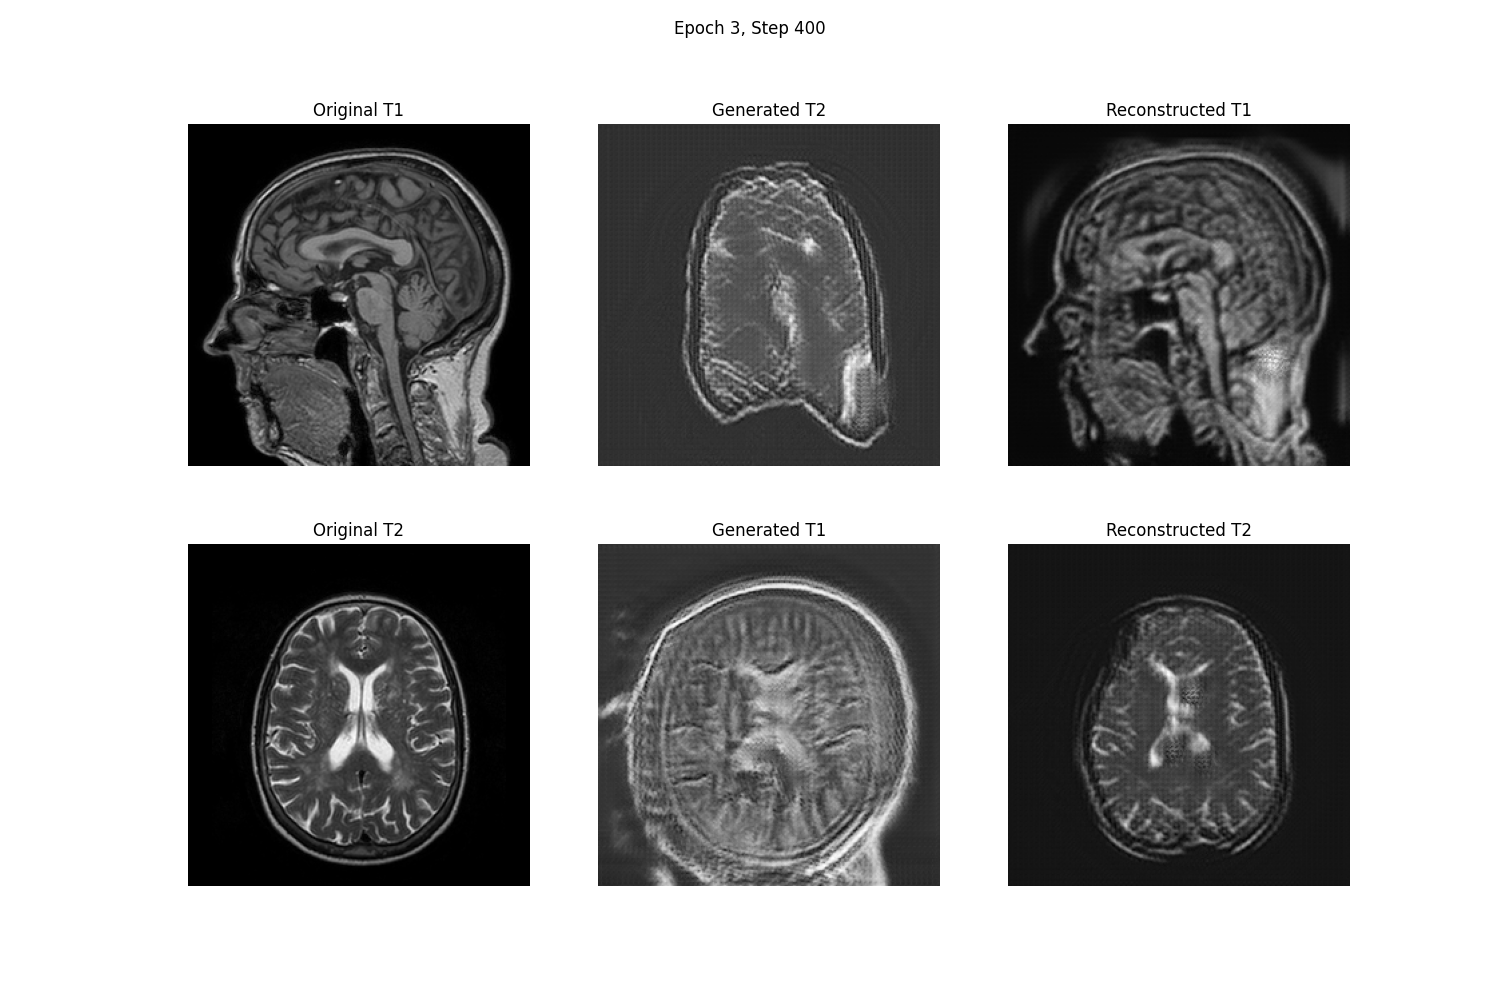 Epoch 3, Step 400
Original T1
Generated T2
Reconstructed T1
Original T2
Generated T1
Reconstructed T2